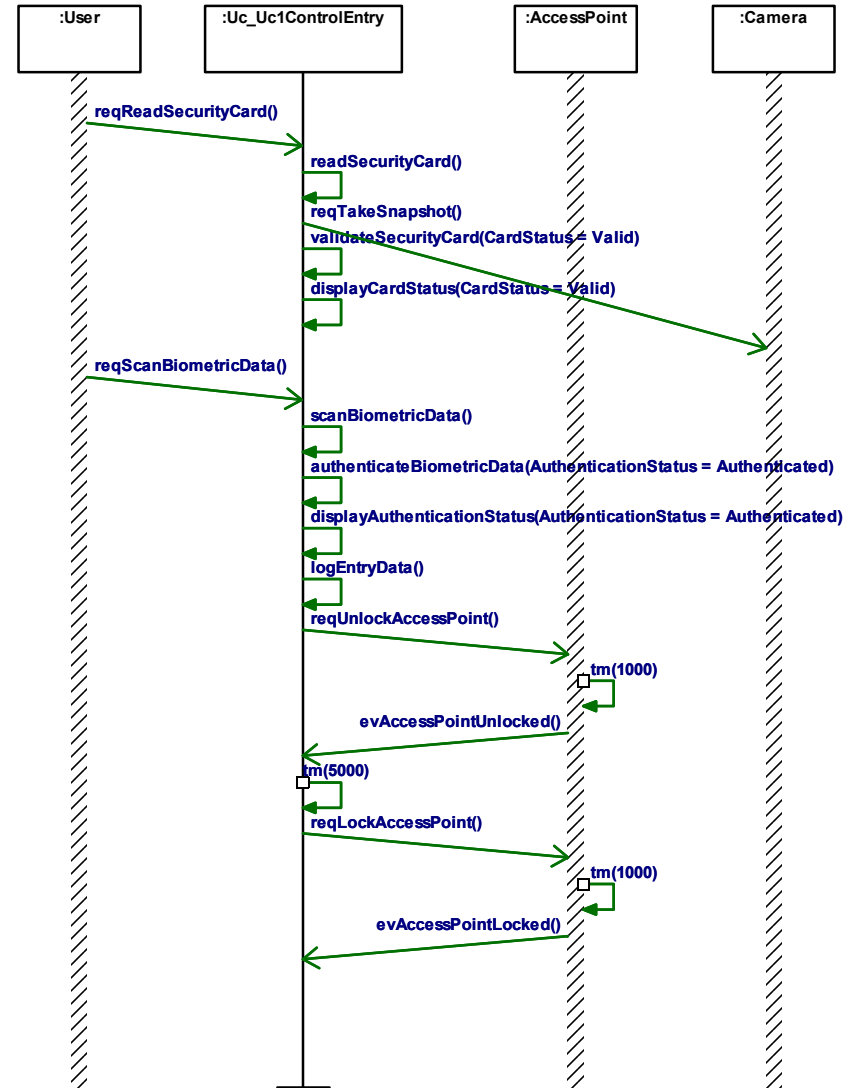 :User
:Uc_Uc1ControlEntry
:AccessPoint
:Camera
reqReadSecurityCard()
readSecurityCard()
reqTakeSnapshot()
validateSecurityCard(CardStatus = Valid)
displayCardStatus(CardStatus = Valid)
reqScanBiometricData()
scanBiometricData()
authenticateBiometricData(AuthenticationStatus = Authenticated)
displayAuthenticationStatus(AuthenticationStatus = Authenticated)
logEntryData()
reqUnlockAccessPoint()
tm(1000)
evAccessPointUnlocked()
tm(5000)
reqLockAccessPoint()
tm(1000)
evAccessPointLocked()